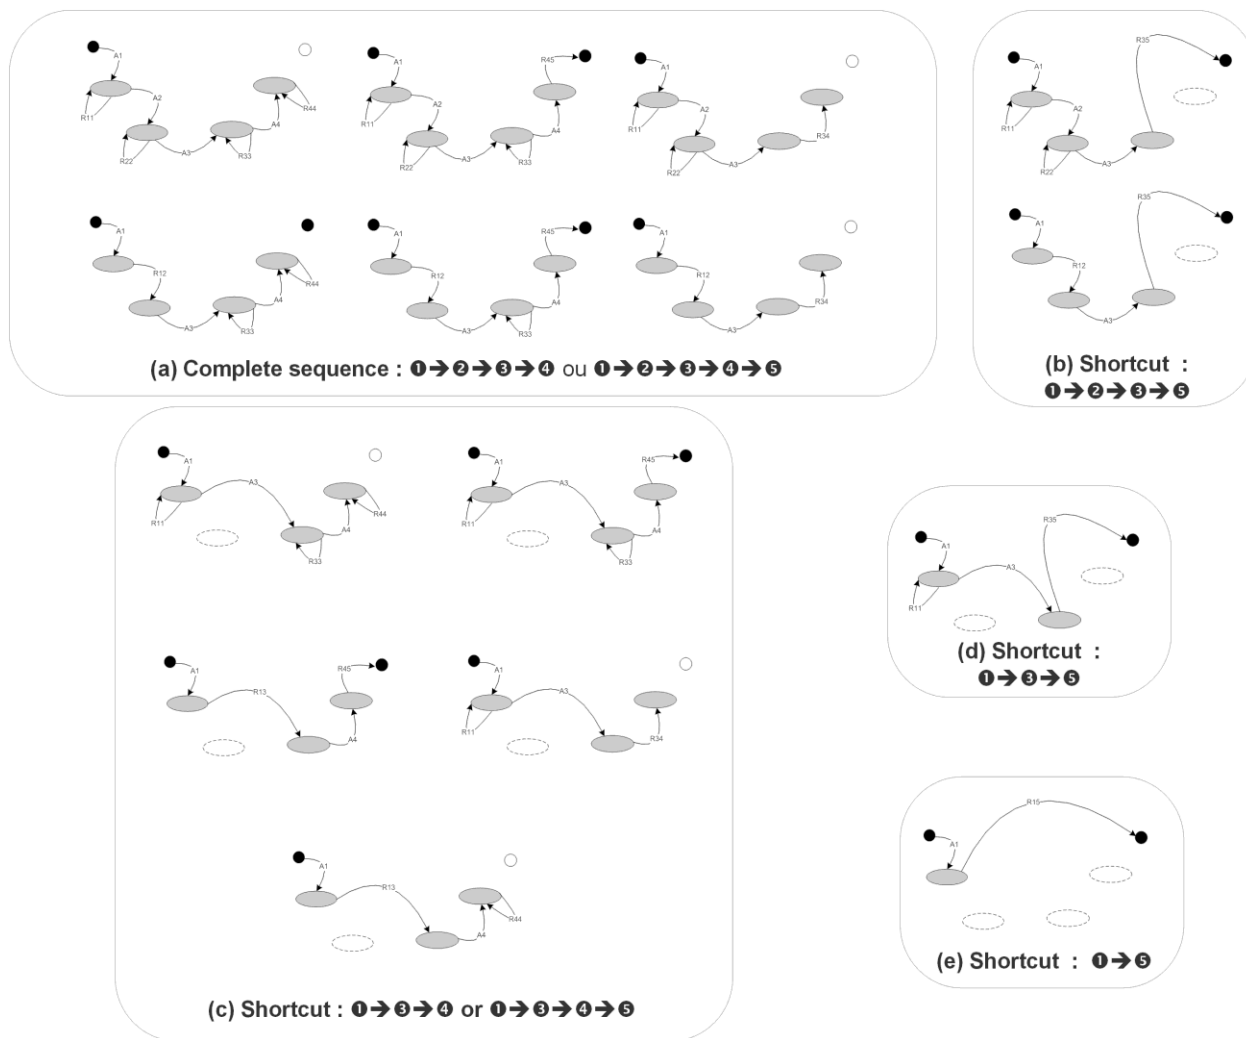 A1 A1 A1 R35
R45
R44
A2 A2 A2 A1
R11 R11 R11 A4 A4 R34 R11 A2
R22 A3 R33 R22 A3 R33 R22 A3 R22 A3
A1 A1 R45 A1 R35
A1
R12 R12 R12 R12
R44
A4 A4 R34
A3 R33 A3 R33 A3 A3
(a) Complete sequence : ❶➔❷➔❸➔❹ ou ❶➔❷➔❸➔❹➔❺
(b) Shortcut :
❶➔❷➔❸➔❺
A1 A1 R45
A3 A3
R11 A4 R44 R11 A4
R33 R33
A1 R45 A1
R13 A3
A4 R11 R34
A1
R13
A4 R44
(c) Shortcut : ❶➔❸➔❹ or ❶➔❸➔❹➔❺
R35
A1
A3
R11
(d) Shortcut :
❶➔❸➔❺
R15
A1
(e) Shortcut : ❶➔❺